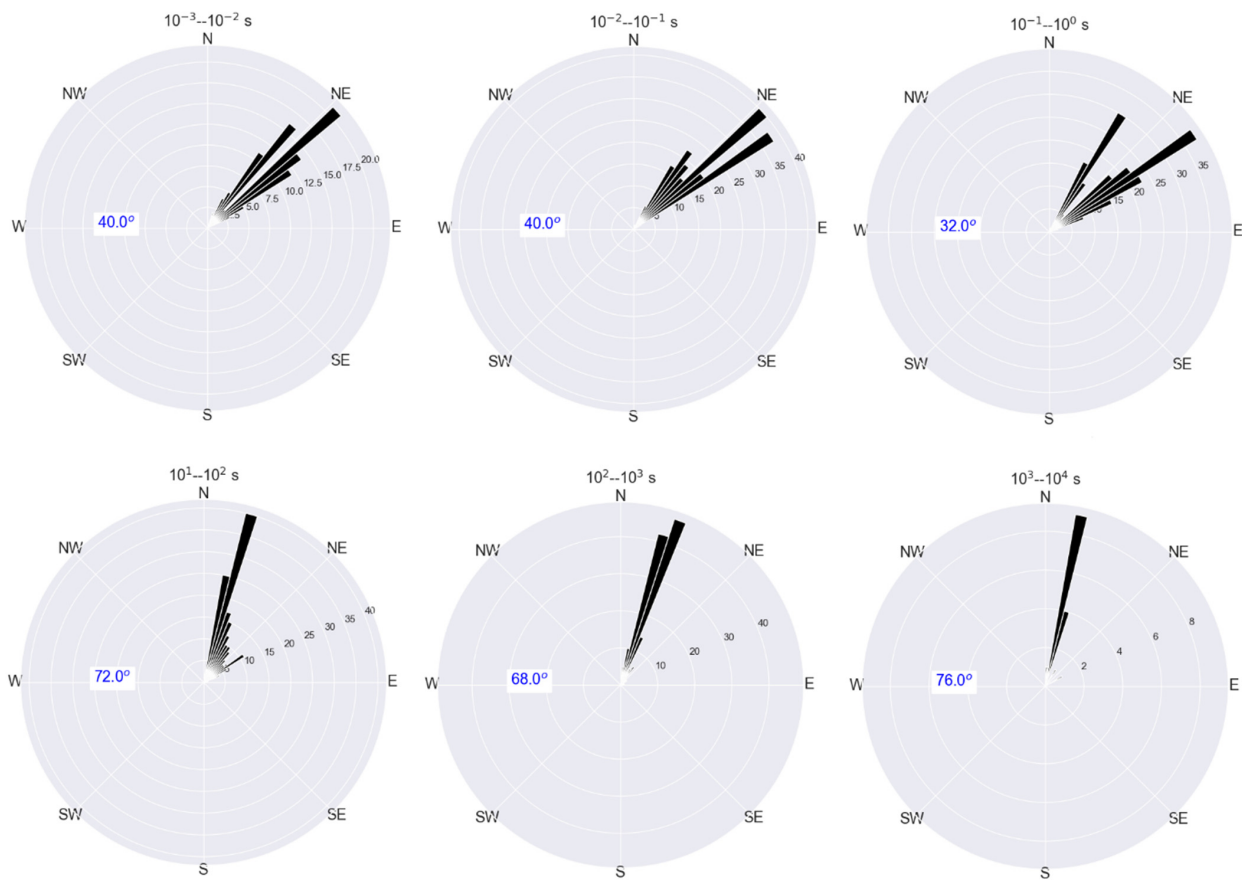 10⁻³--10⁻² s
N
NW
NE
20.0
17.5
15.0
12.5
10.0
7.5
5.0
W
40.0°
E
SW
SE
S
10⁻²--10⁻¹ s
N
NW
NE
40
35
30
25
20
15
10
W
40.0°
E
SW
SE
S
10⁻¹--10⁰ s
N
NW
NE
35
30
25
20
15
W
32.0°
E
SW
SE
S
10¹--10² s
N
NW
NE
40
35
30
25
20
15
10
W
72.0°
E
SW
SE
S
10²--10³ s
N
NW
NE
40
30
20
10
W
68.0°
E
SW
SE
S
10³--10⁴ s
N
NW
NE
8
6
4
2
W
76.0°
E
SW
SE
S